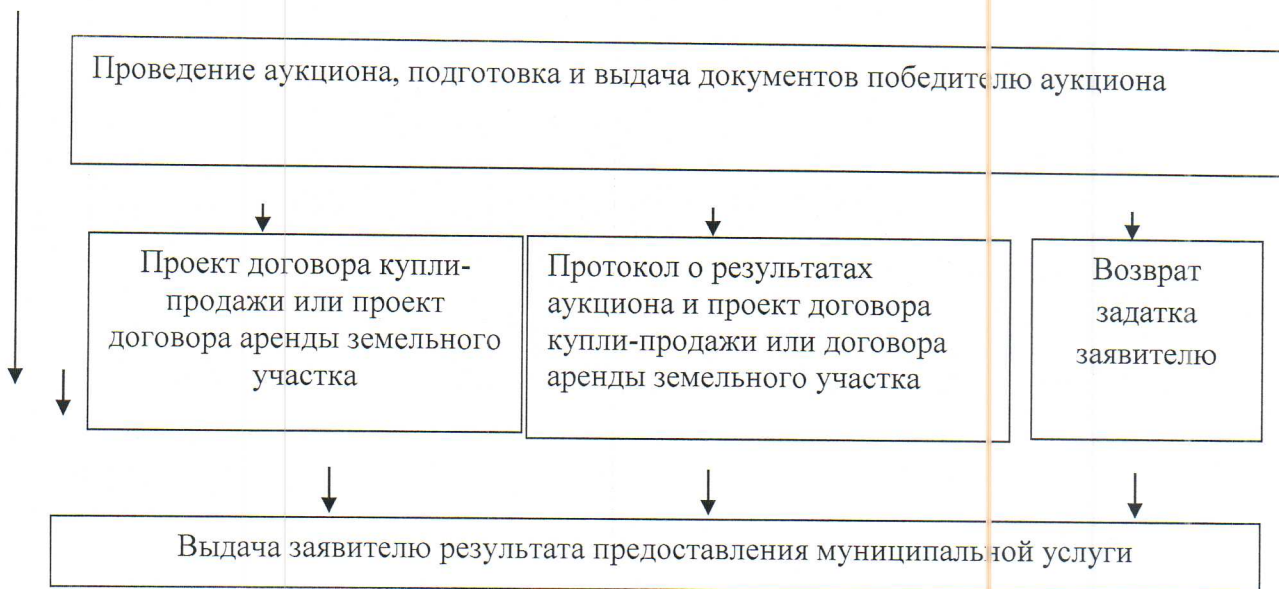 Проведение аукциона, подготовка и выдача документов победителю аукциона
Проект договора купли-
продажи или проект
договора аренды земельного
участка
Протокол о результатах
аукциона и проект договора
купли-продажи или договора
аренды земельного участка
Возврат
задатка
заявителю
Выдача заявителю результата предоставления муниципальной услуги